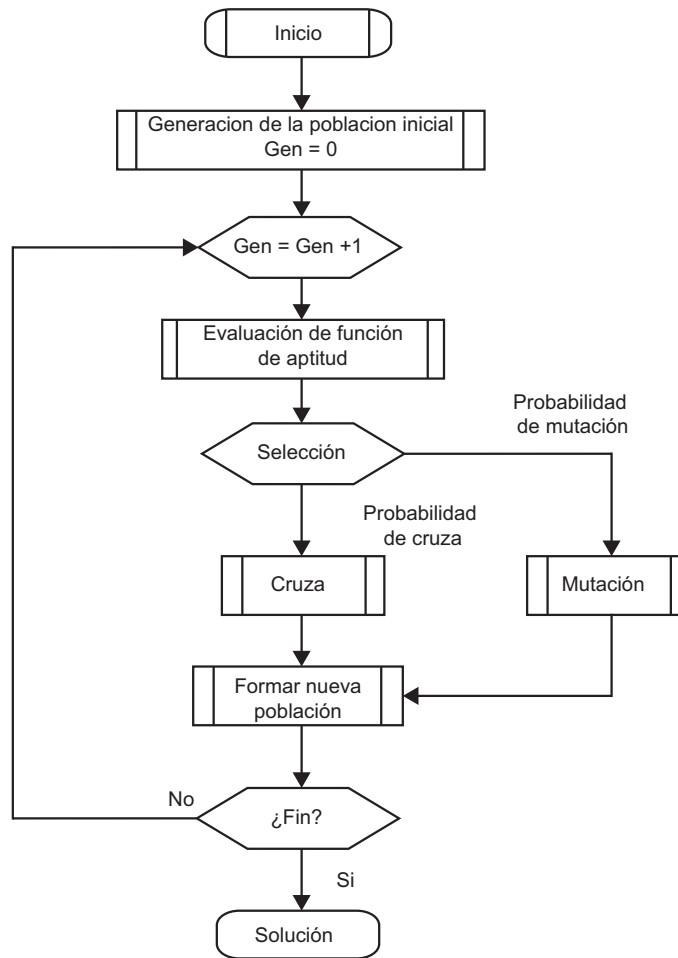 Inicio
Generacion de la poblacion inicial
Gen = 0
Gen = Gen +1
Evaluación de función
de aptitud
Probabilidad
de mutación
Selección
Probabilidad
de cruza
Cruza
Mutación
Formar nueva
población
No
¿Fin?
Si
Solución